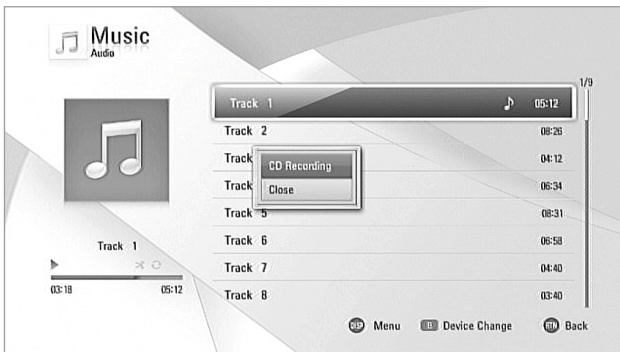 Music
Audio
1/9
Track 1 05:12
Track 2 08:26
Track 04:12
CD Recording
Track 06:34
Close
Track 5 08:31
Track 6 06:58
Track 7 04:40
Track 8 03:40
Track 1
03:18 05:12
DISP Menu B Device Change RTN Back